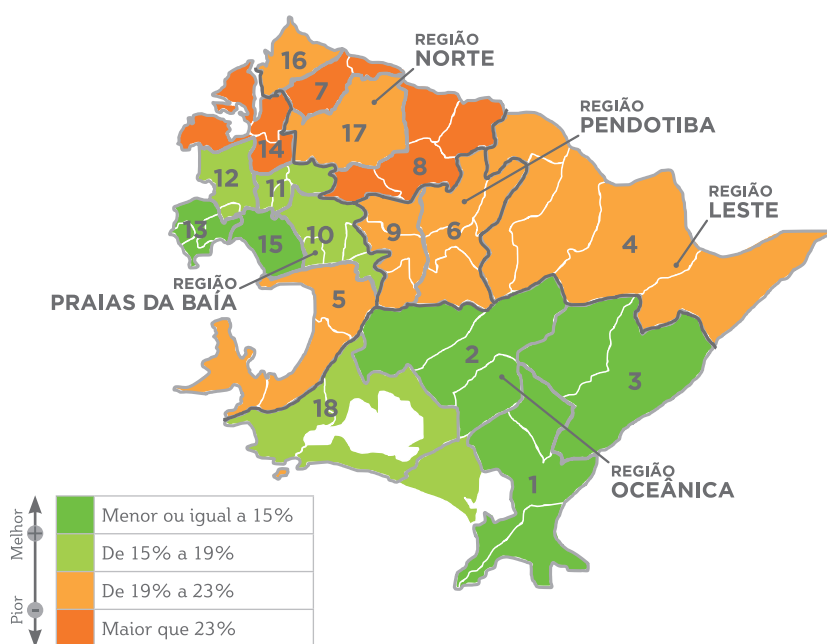 REGIÃO
NORTE
16
7
REGIÃO
PENDOTIBA
17
14
8
12
11
REGIÃO
LESTE
13
15
10
9
6
4
REGIÃO
PRAIAS DA BAÍA
5
2
3
18
REGIÃO
OCEÂNICA
1
Melhor
Pior
Menor ou igual a 15%
De 15% a 19%
De 19% a 23%
Maior que 23%